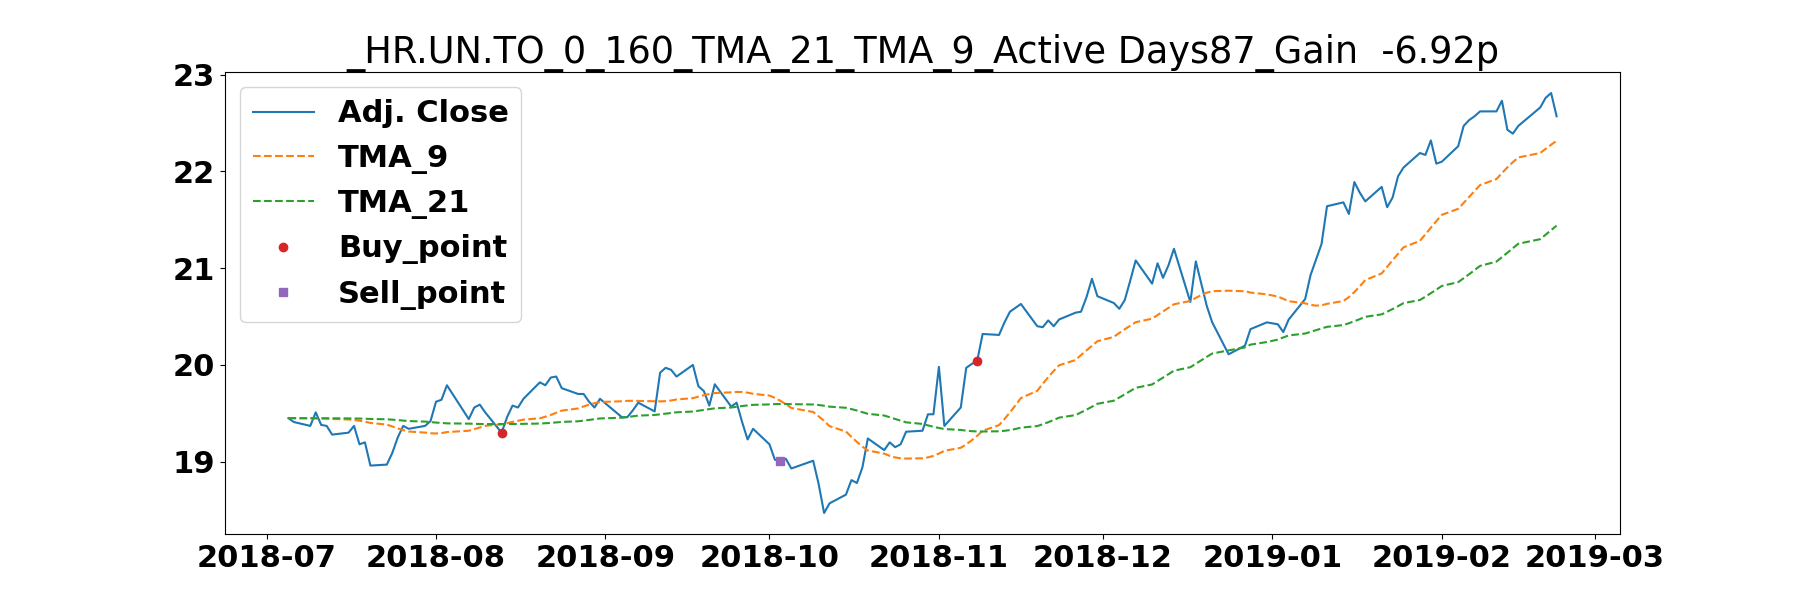 _HR.UN.TO_0_160_TMA_21_TMA_9_Active Days87_Gain  -6.92p
23
22
21
20
19
Adj. Close
TMA_9
TMA_21
Buy_point
Sell_point
2018-07 2018-08 2018-09 2018-10 2018-11 2018-12 2019-01 2019-02 2019-03